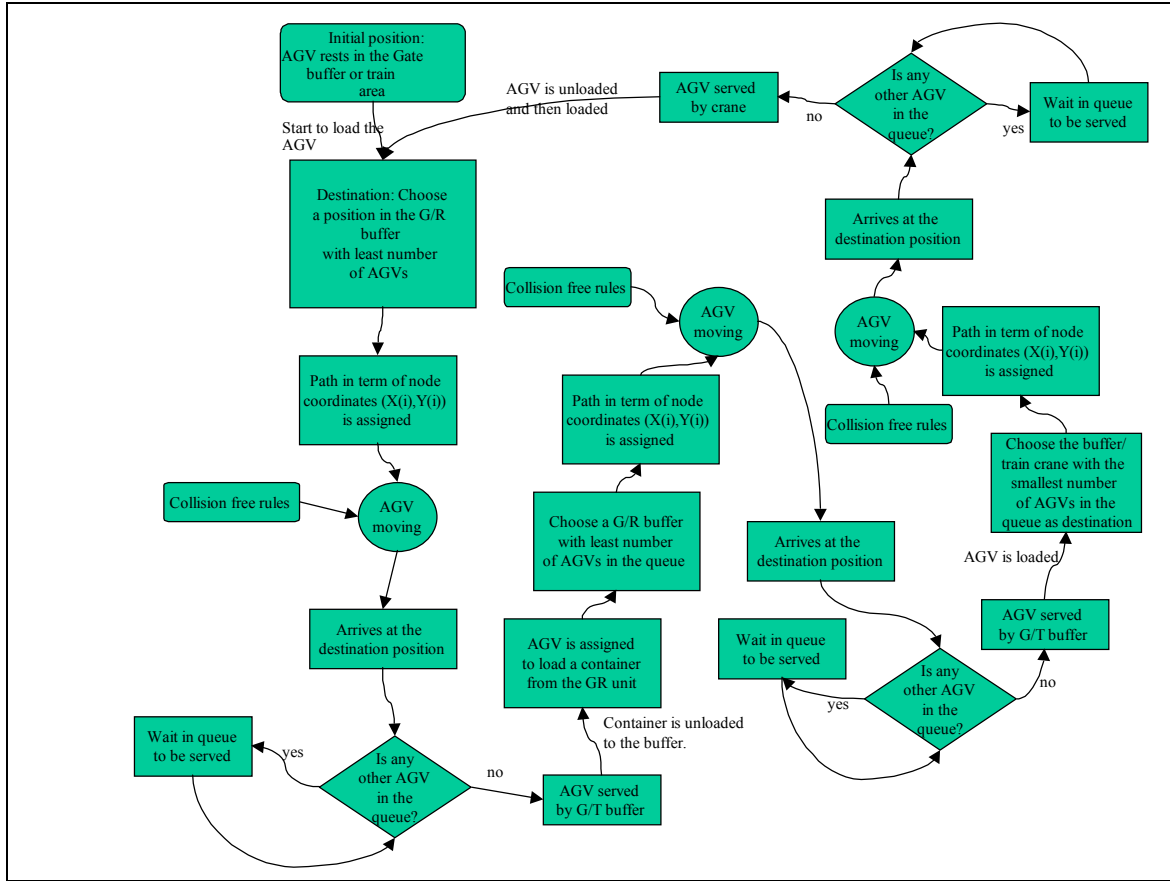 Initial position:
AGV rests in the Gate
buffer or train
area
Start to load the
AGV
AGV is unloaded
and then loaded
AGV served
by crane
no
Is any
other AGV
in the
queue?
yes
Wait in queue
to be served
Destination: Choose
a position in the G/R
buffer
with least number
of AGVs
Path in term of node
coordinates (X(i),Y(i))
is assigned
Collision free rules
AGV
moving
Arrives at the
destination position
Wait in queue
to be served
yes
Is any
other AGV
in the
queue?
no
AGV served
by G/T buffer
Container is unloaded
to the buffer.
AGV is assigned
to load a container
from the GR unit
Choose a G/R buffer
with least number
of AGVs in the queue
Path in term of node
coordinates (X(i),Y(i))
is assigned
Collision free rules
AGV
moving
Arrives at the
destination position
Wait in queue
to be served
yes
Is any
other AGV
in the
queue?
no
AGV served
by G/T buffer
AGV is loaded
Choose the buffer/
train crane with the
smallest number
of AGVs in the
queue as destination
Path in term of node
coordinates (X(i),Y(i))
is assigned
Collision free rules
AGV
moving
Arrives at the
destination position